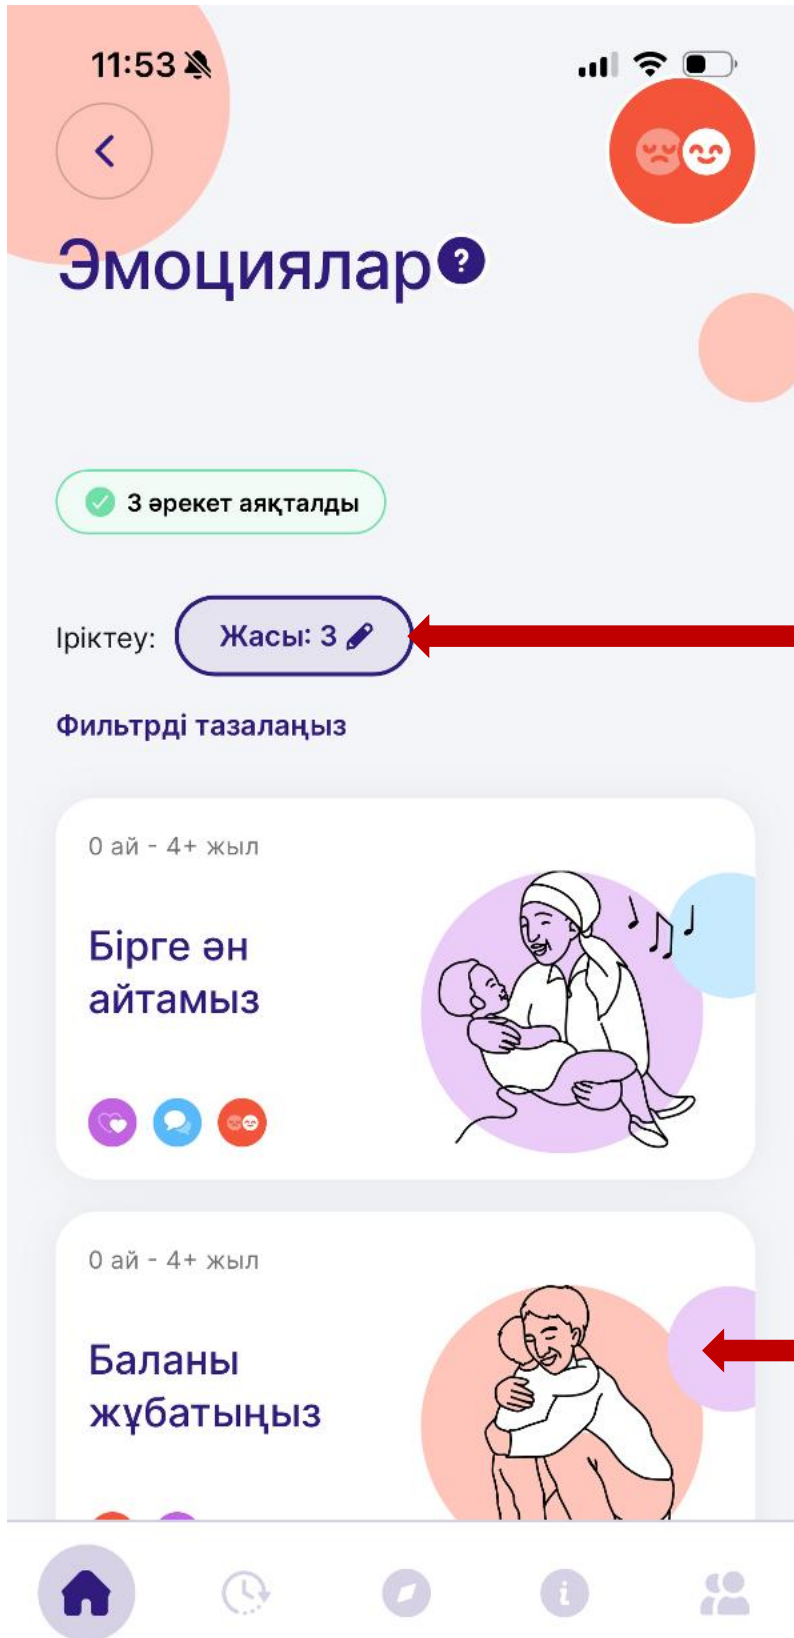 11:53
Эмоциялар?
3 әрекет аяқталды
Іріктеу: Жасы: 3
Фильтрді тазалаңыз
0 ай - 4+ жыл
Бірге ән
айтамыз
0 ай - 4+ жыл
Баланы
жұбатыңыз